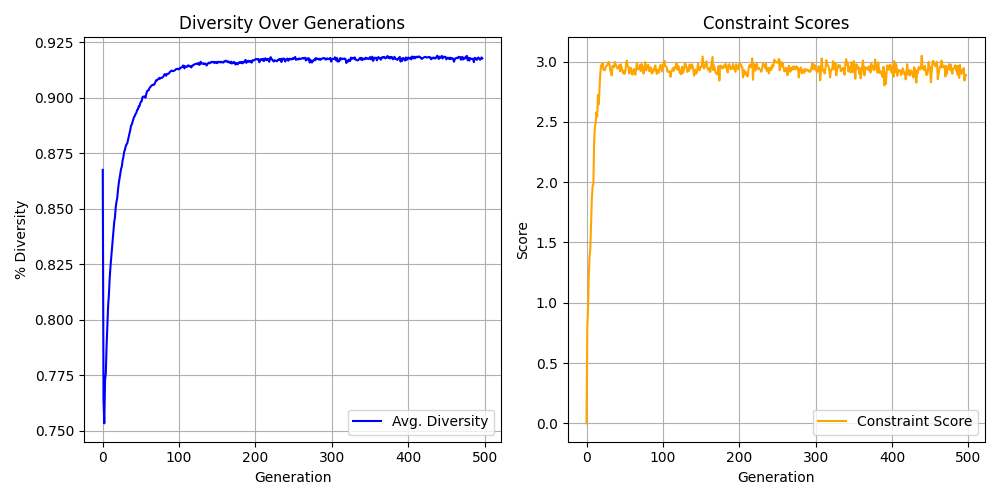 Diversity Over Generations
% Diversity
0.925
0.900
0.875
0.850
0.825
0.800
0.775
0.750
0 100 200 300 400 500
Generation
Avg. Diversity
Constraint Scores
Score
3.0
2.5
2.0
1.5
1.0
0.5
0.0
0 100 200 300 400 500
Generation
Constraint Score